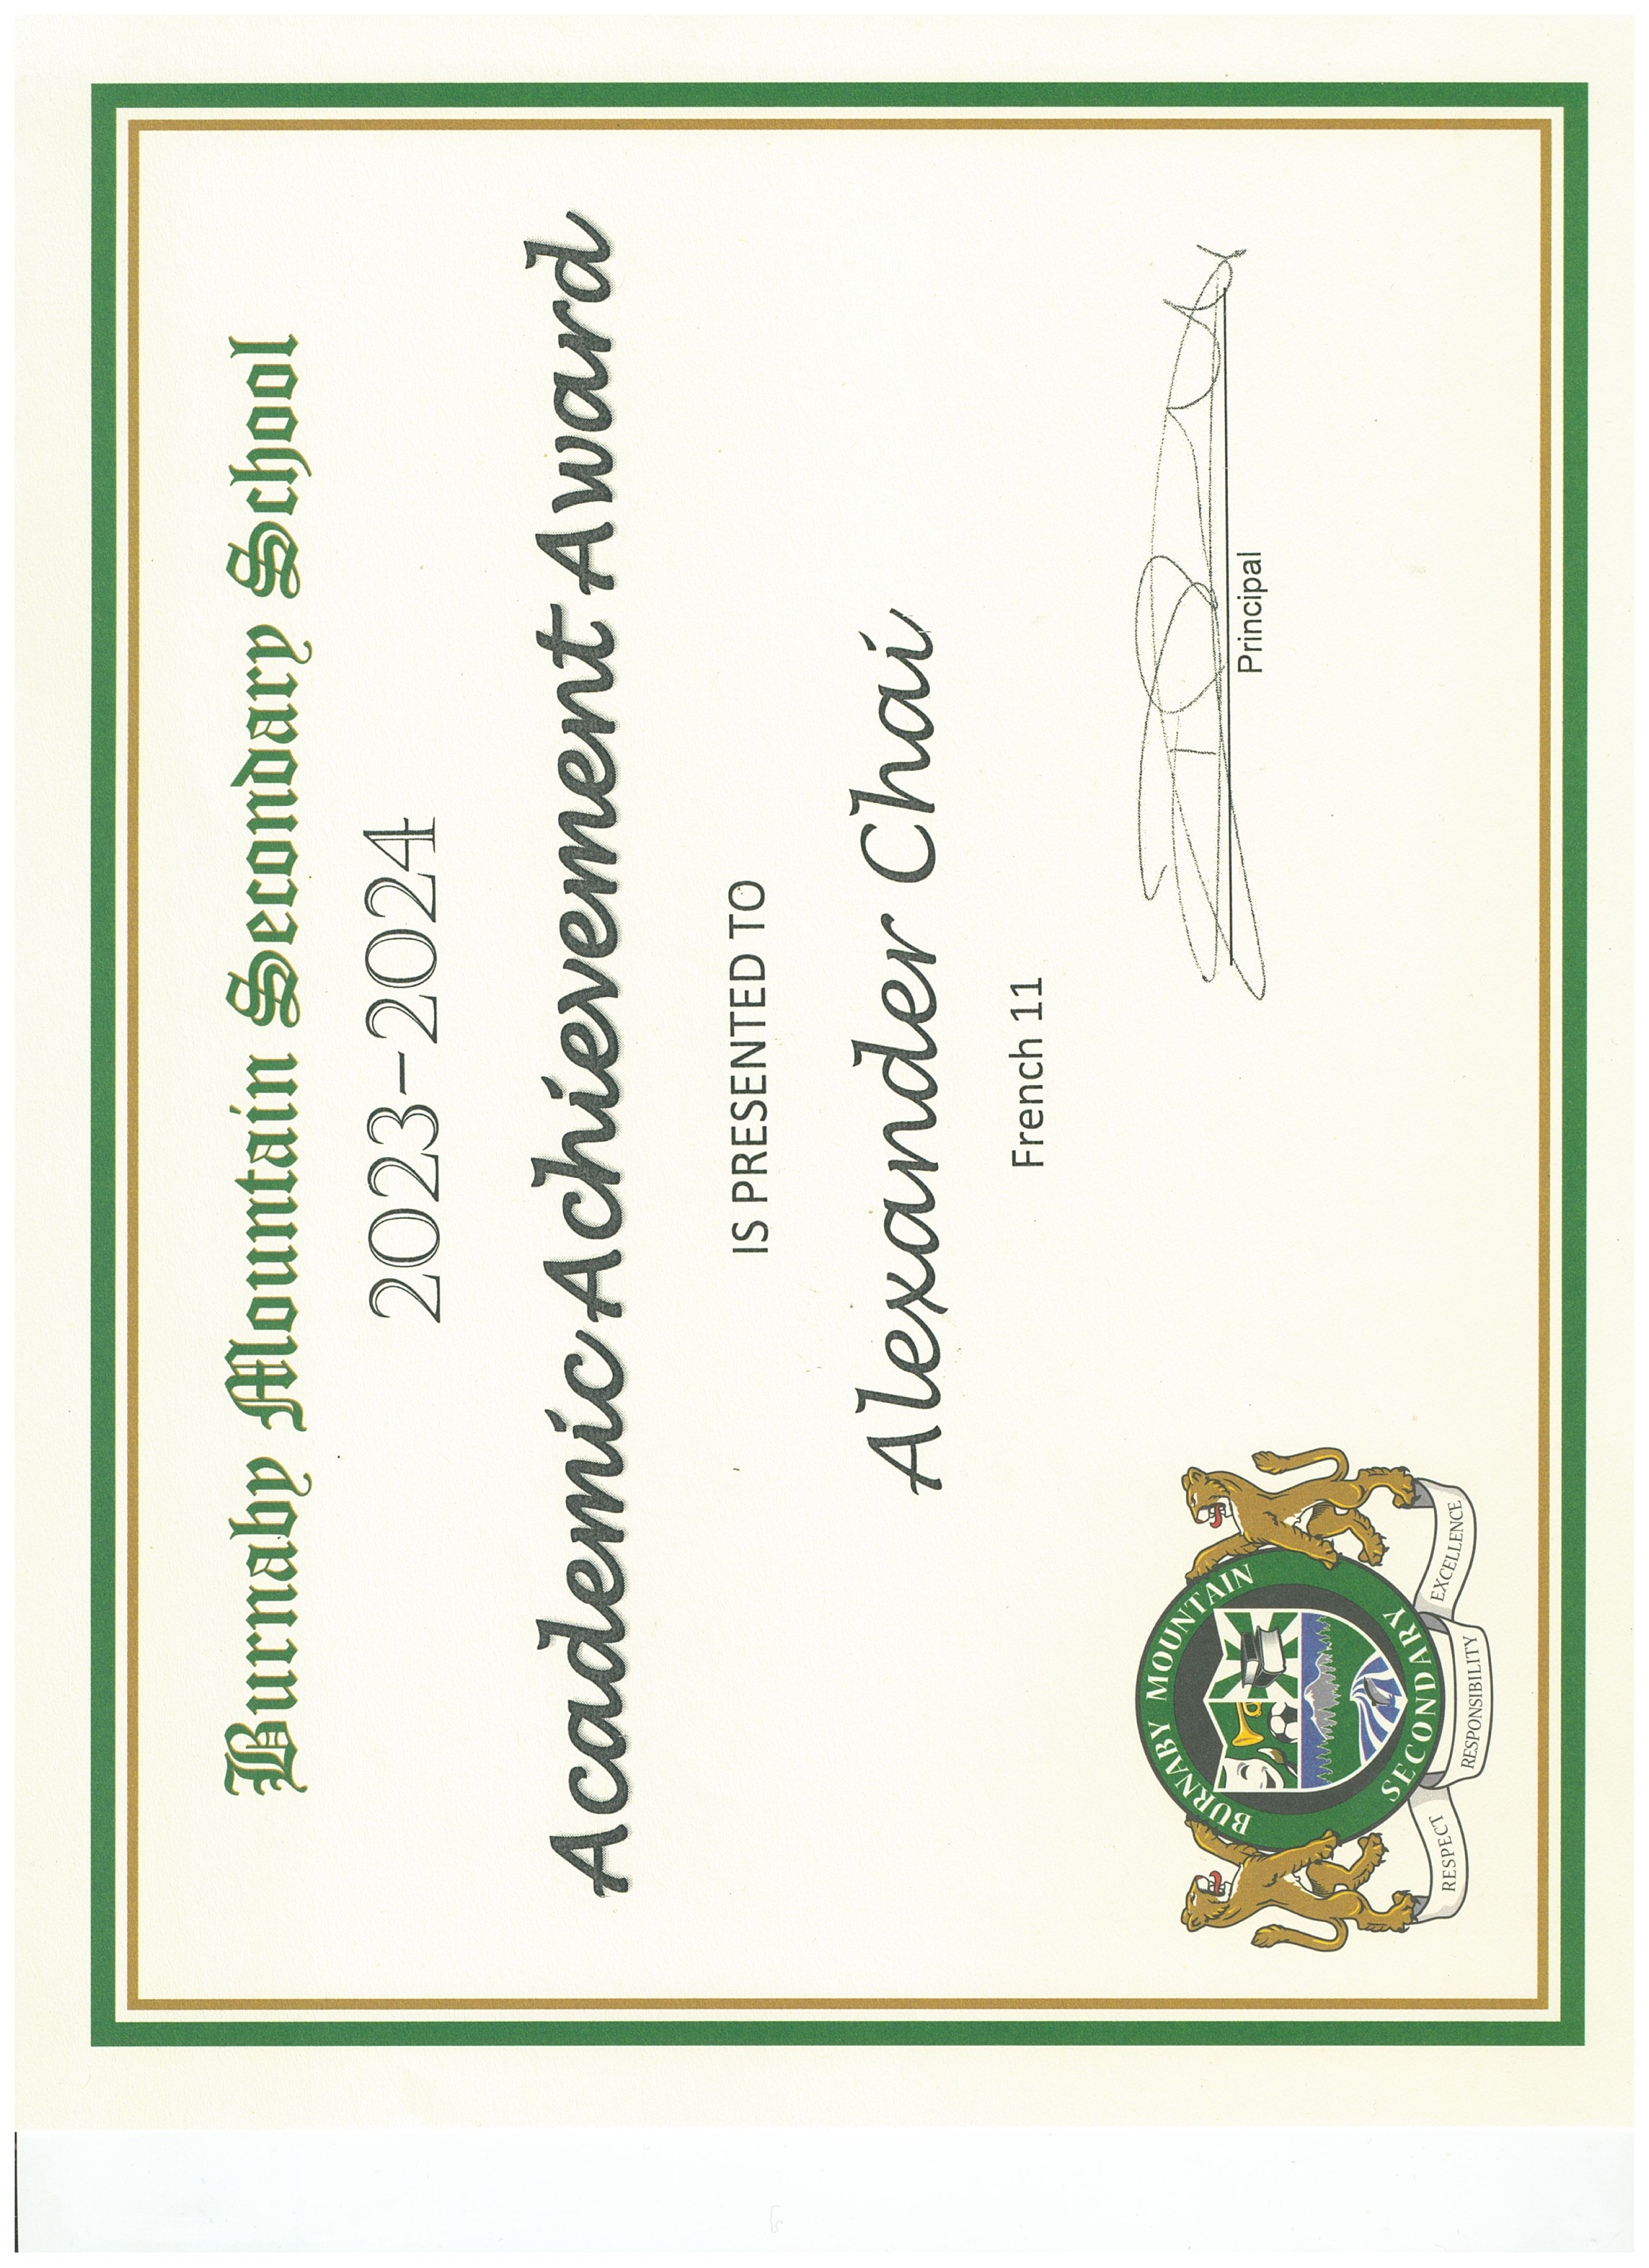 Burnaby Mountain Secondary School
2023-2024
Academic Achievement Award
IS PRESENTED TO
Alexander Chai
French 11
Principal
BURNABY MOUNTAIN
SECONDARY
RESPECT
RESPONSIBILITY
EXCELLENCE